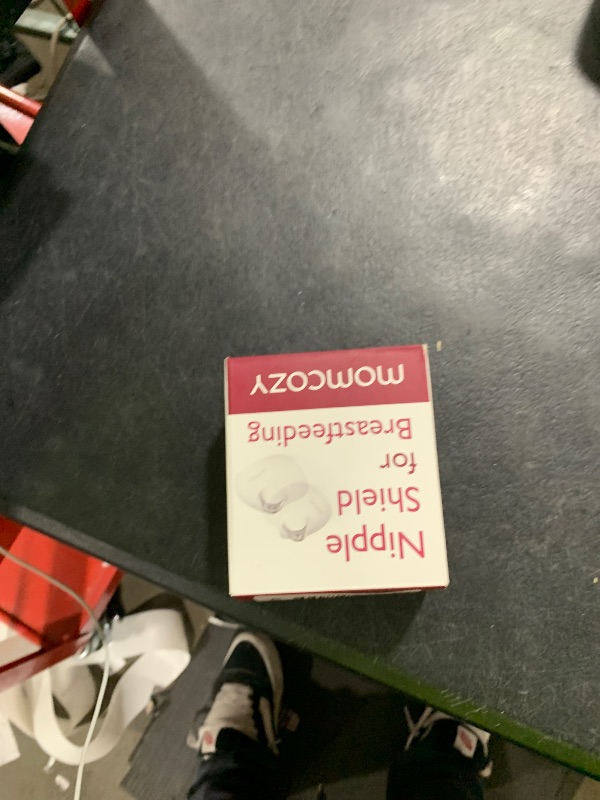 Nipple
Shield
for
Breastfeeding
momcozy